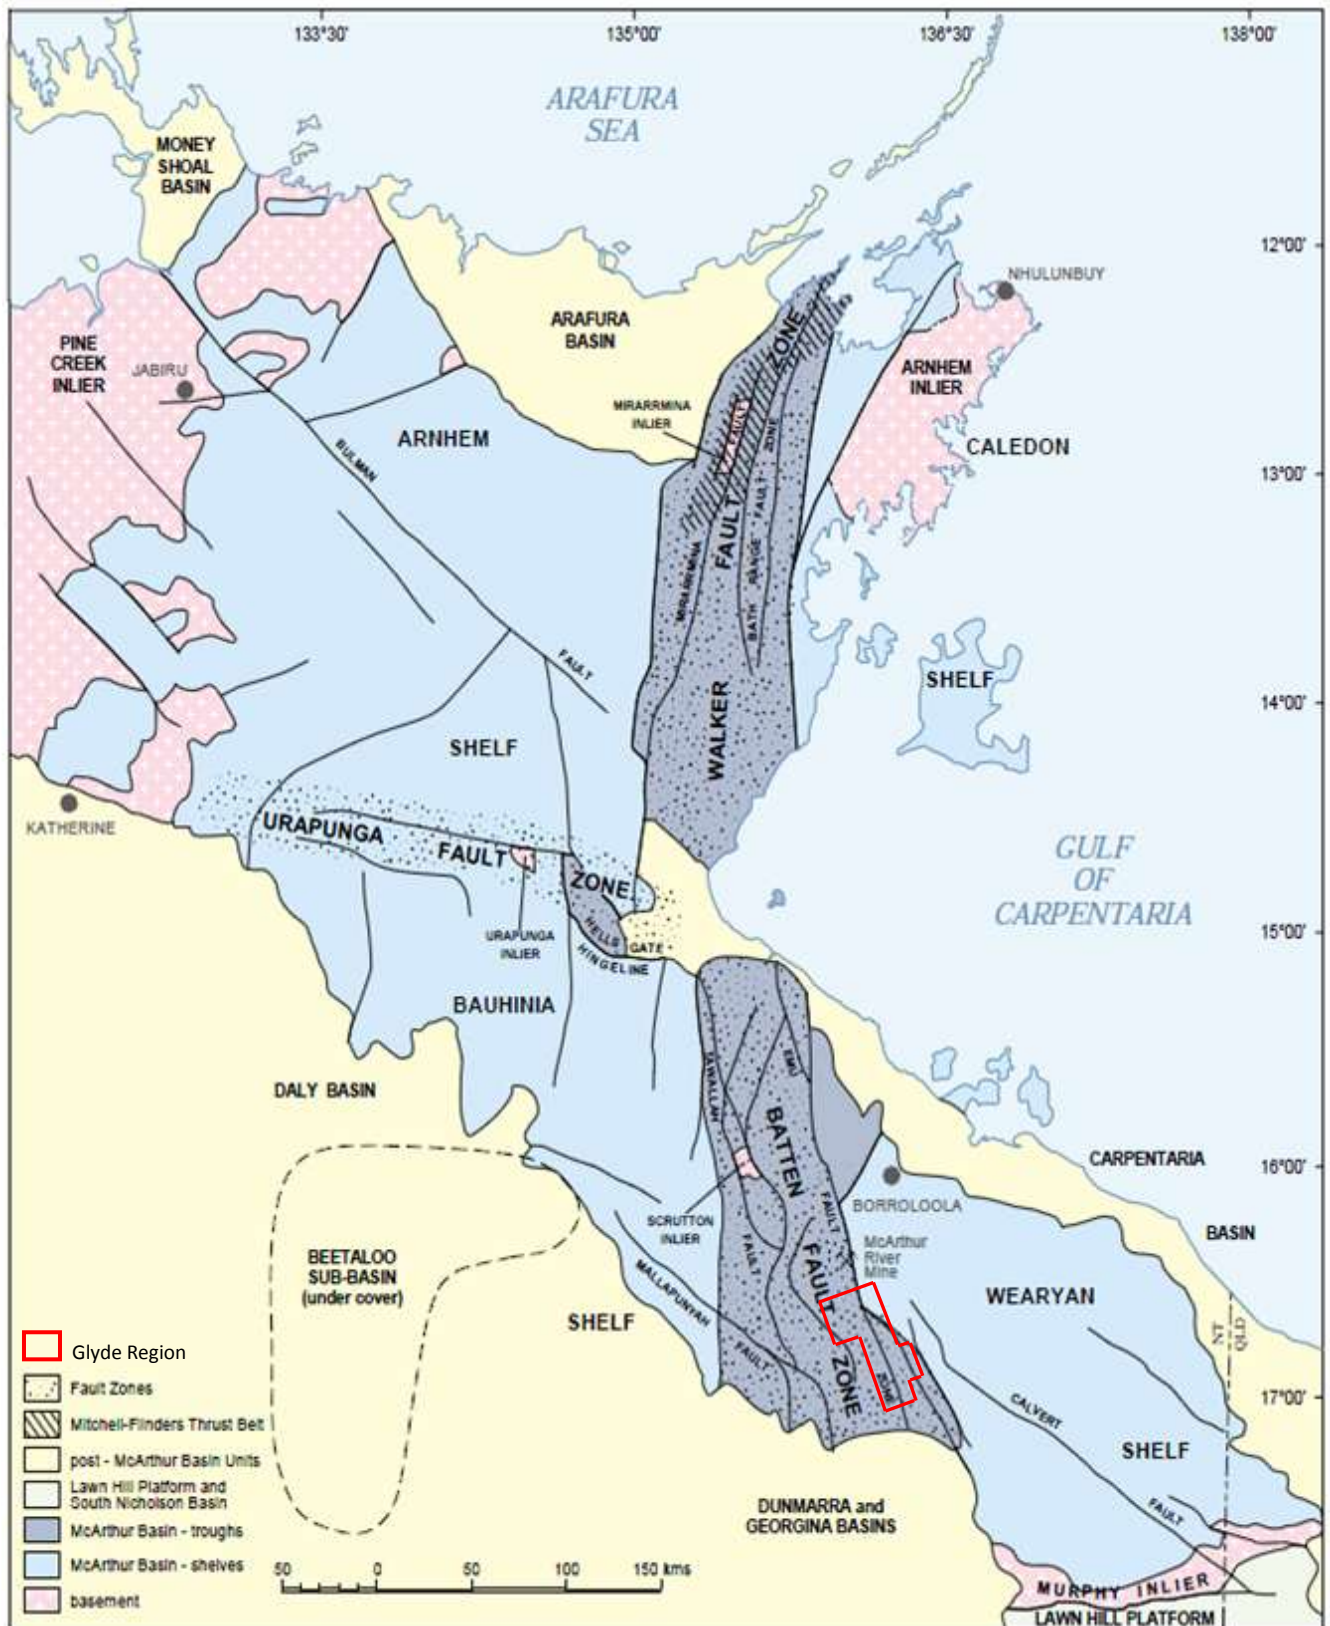 133°30'
135°00'
136°30'
138°00'
ARAFURA
SEA
MONEY
SHOAL
BASIN
12°00'
NHULUNBUY
ARAFURA
BASIN
ZONE
PINE
CREEK
INLIER
JABIRU
ARNHEM
INLIER
MIRARRMINA
INLIER
FAULT
ZONE
ARNHEM
CALEDON
BULMAN
13°00'
FAULT
FAULT
MIRARRMINA
BATH RANGE
FAULT
SHELF
14°00'
WALKER
SHELF
KATHERINE
URAPUNGA
FAULT
ZONE
GULF
OF
CARPENTARIA
HELLS
GATE
HINGELINE
URAPUNGA
INLIER
15°00'
BAUHINIA
DALY BASIN
TAWALLAH
EMU
BATTEN
CARPENTARIA
16°00'
BORROLOOLA
FAULT
SCRUTTON
INLIER
BASIN
McArthur
River
Mine
FAULT
FAULT
BEETALOO
SUB-BASIN
(under cover)
MALLAPUNYAH
WEARYAN
SHELF
NT
QLD
FAULT
ZONE
ZONE
17°00'
CALVERT
SHELF
FAULT
DUNMARRA and
GEORGINA BASINS
Glyde Region
Fault Zones
Mitchell-Flinders Thrust Belt
post - McArthur Basin Units
Lawn Hill Platform and
South Nicholson Basin
McArthur Basin - troughs
McArthur Basin - shelves
basement
50 0 50 100 150 kms
MURPHY INLIER
LAWN HILL PLATFORM